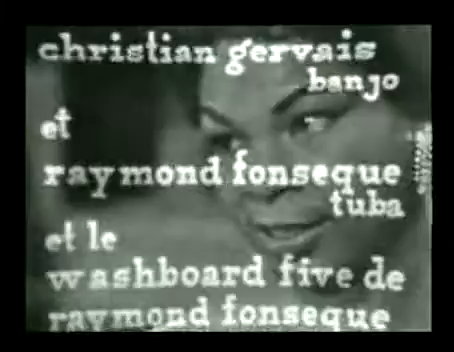 christian gervais
banjo
et
raymond fonseque
tuba
et le
washboard five de
raymond fonseque